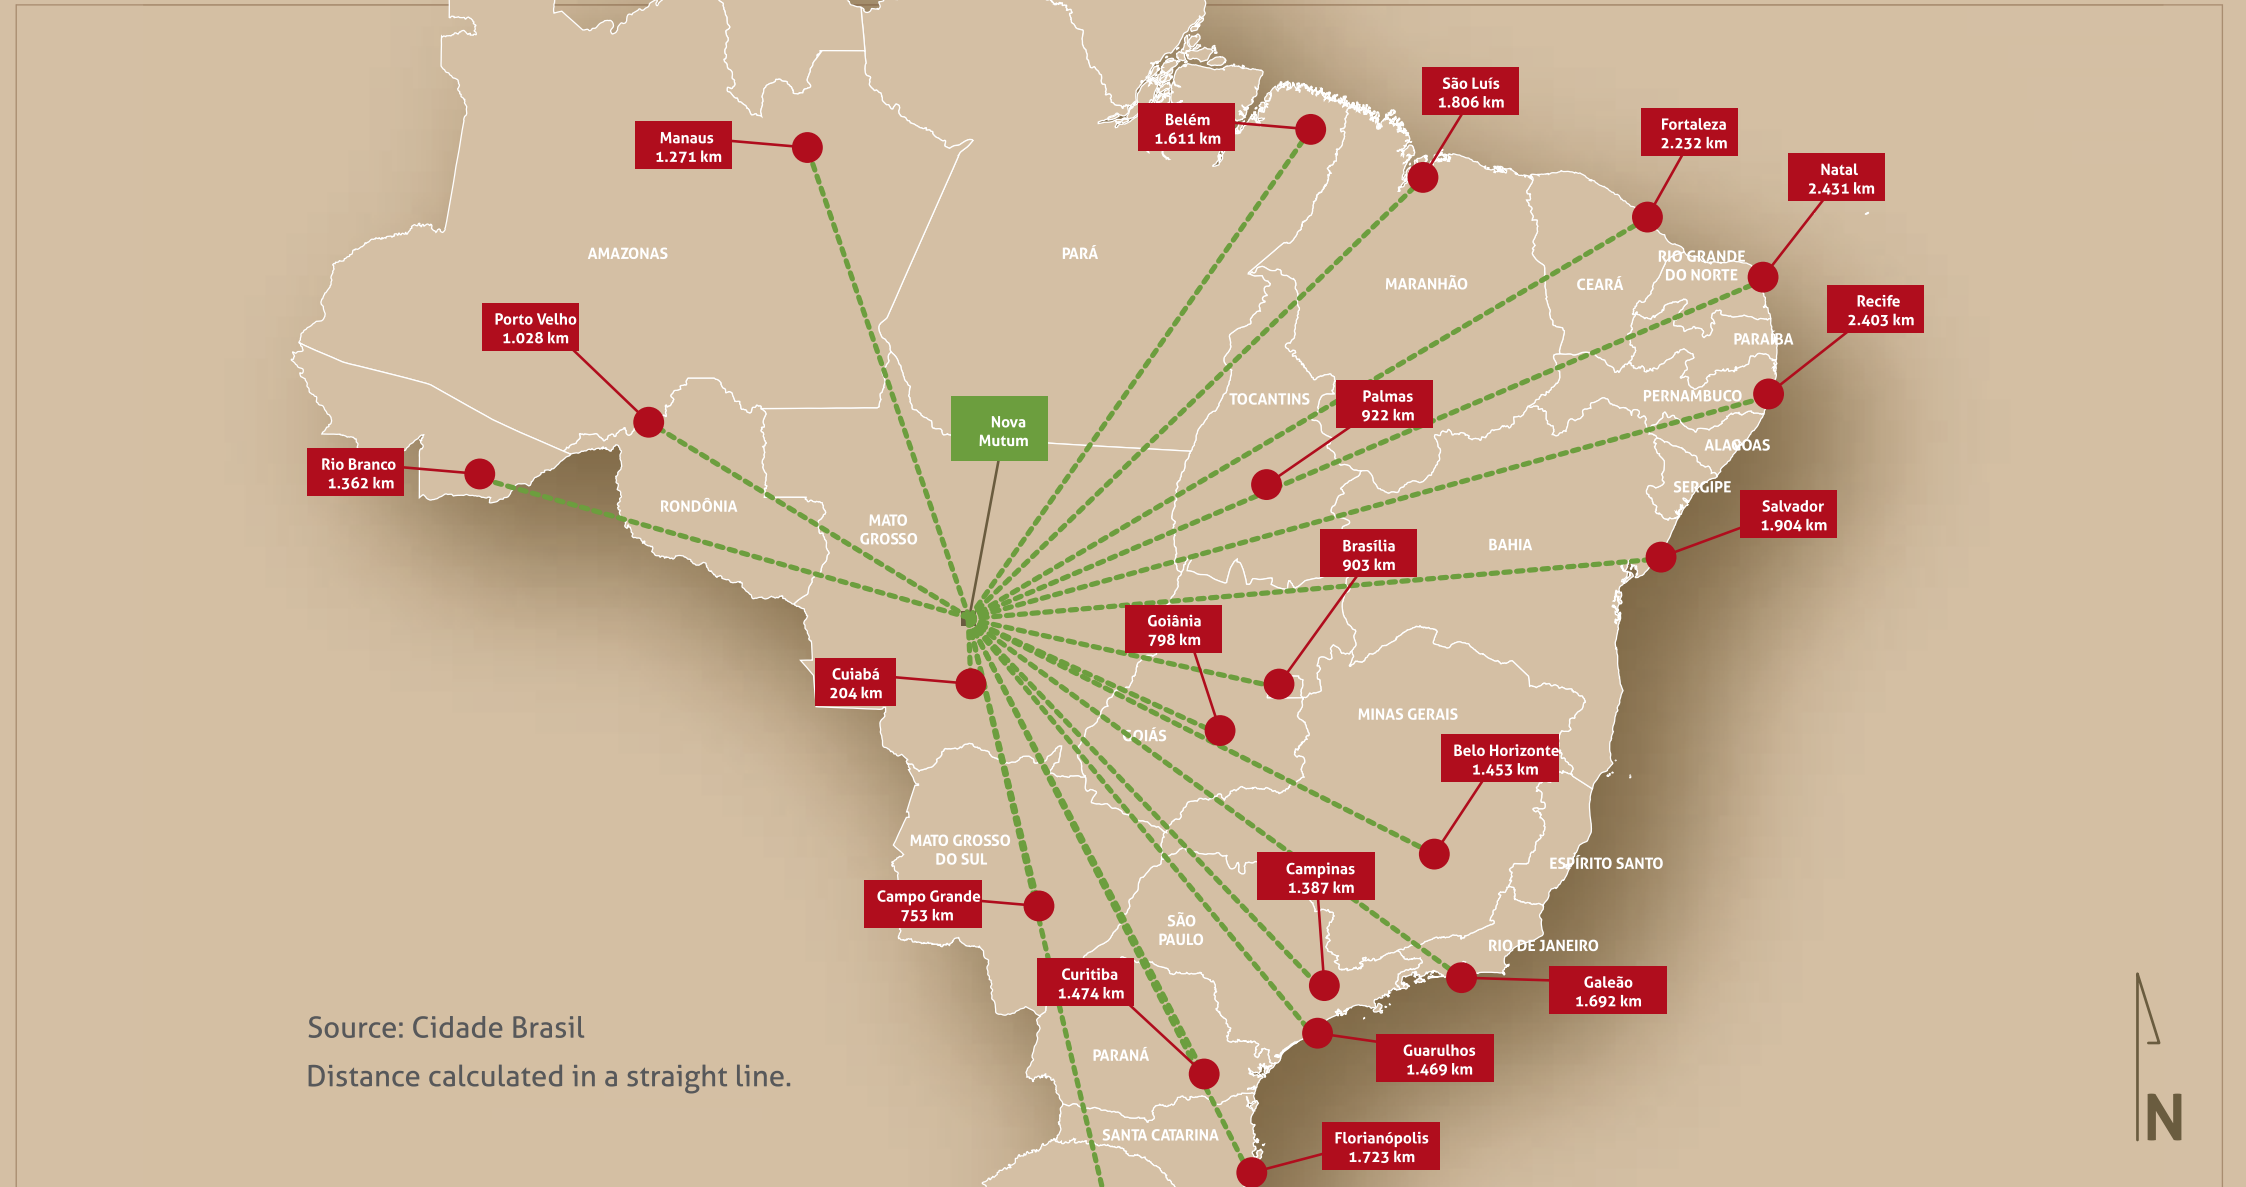 São Luís
1.806 km
Belém
1.611 km
Fortaleza
2.232 km
Manaus
1.271 km
Natal
2.431 km
AMAZONAS
PARÁ
MARANHÃO
CEARÁ
RIO GRANDE
DO NORTE
Recife
2.403 km
Porto Velho
1.028 km
PARAÍBA
TOCANTINS
Palmas
922 km
PERNAMBUCO
Nova
Mutum
ALAGOAS
Rio Branco
1.362 km
SERGIPE
RONDÔNIA
MATO
GROSSO
Salvador
1.904 km
Brasília
903 km
BAHIA
Goiânia
798 km
Cuiabá
204 km
GOIÁS
MINAS GERAIS
Belo Horizonte
1.453 km
MATO GROSSO
DO SUL
Campinas
1.387 km
ESPÍRITO SANTO
Campo Grande
753 km
SÃO
PAULO
RIO DE JANEIRO
Curitiba
1.474 km
Galeão
1.692 km
Source: Cidade Brasil
Distance calculated in a straight line.
PARANÁ
Guarulhos
1.469 km
SANTA CATARINA
Florianópolis
1.723 km
N